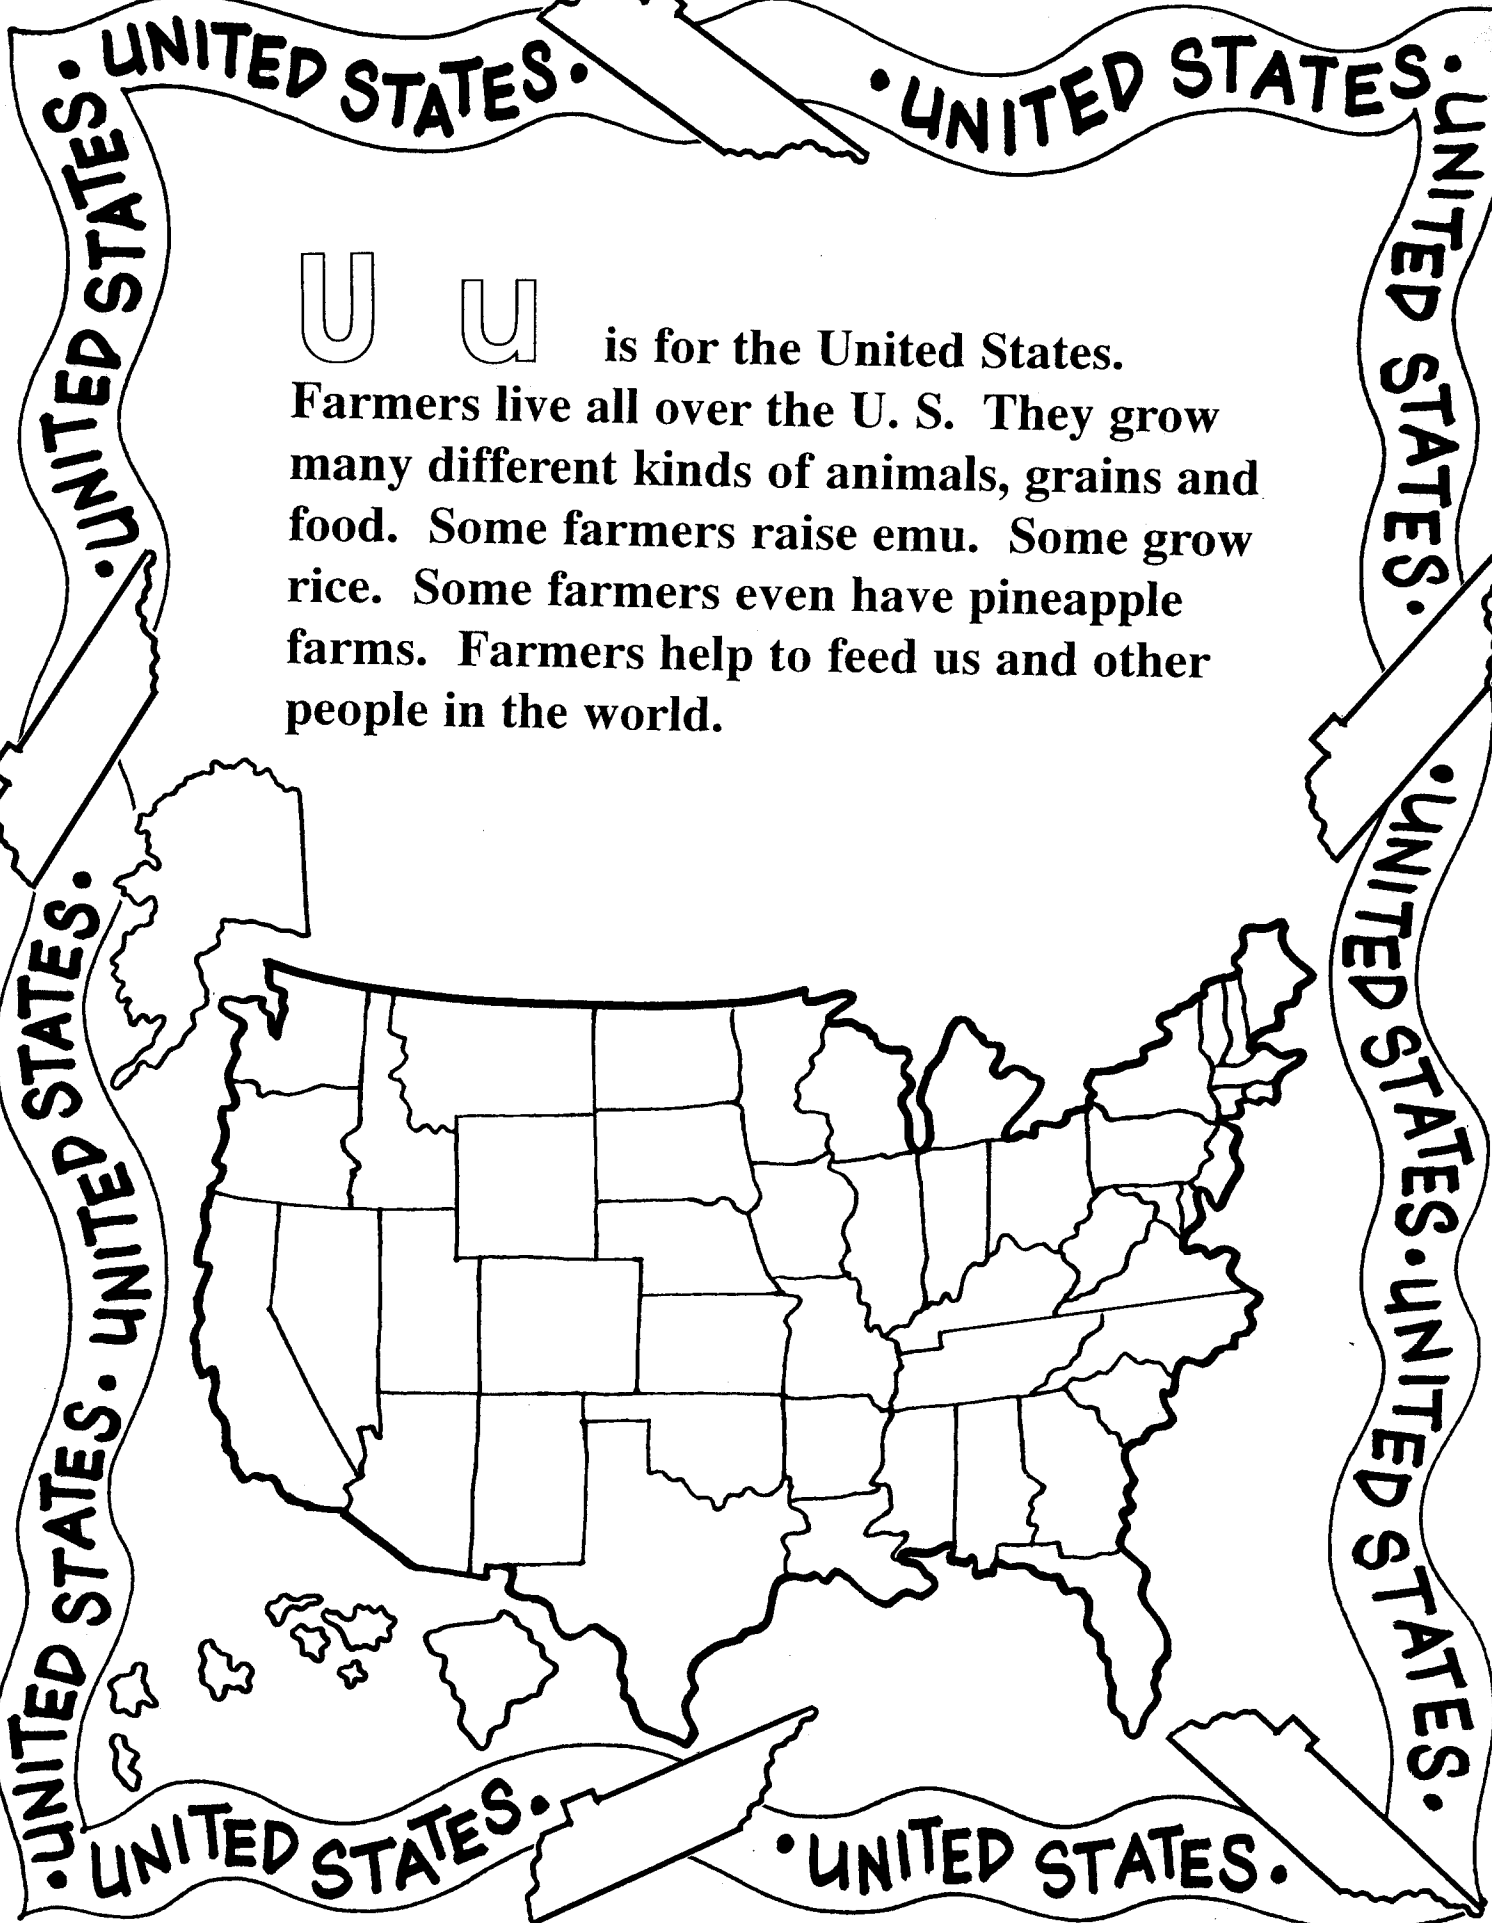 • UNITED STATES •
• UNITED STATES •
UNITED STATES •
• UNITED STATES •
U u is for the United States.
Farmers live all over the U. S. They grow
many different kinds of animals, grains and
food. Some farmers raise emu. Some grow
rice. Some farmers even have pineapple
farms. Farmers help to feed us and other
people in the world.
UNITED STATES • UNITED STATES •
• UNITED STATES • UNITED STATES •
• UNITED STATES •
• UNITED STATES •